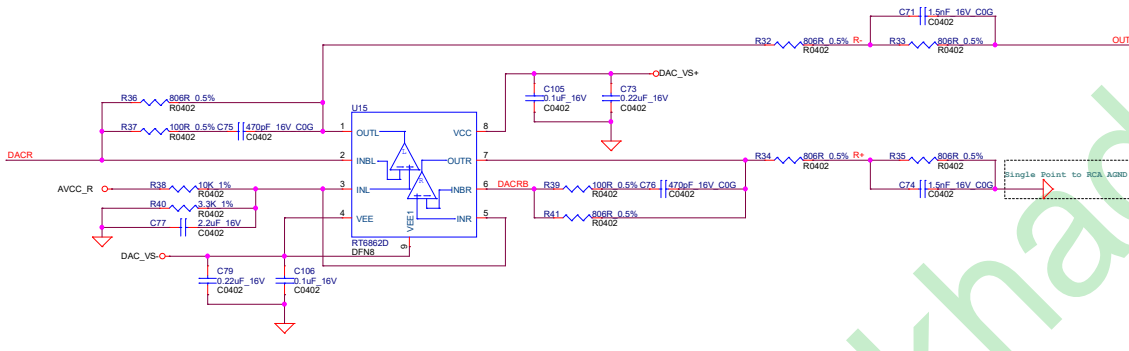 C71 1.5nF_16V_C0G
C0402
R32 806R_0.5% R- R33 806R_0.5% OUT
R0402 R0402
DAC_VS+
C105 C73
0.1uF_16V 0.22uF_16V
C0402 C0402
R36 806R_0.5%
R0402
U15
R37 100R_0.5% C75 470pF_16V_C0G
R0402 C0402
1 OUTL VCC 8
DACR
2 INBL OUTR 7
R34 806R_0.5% R+ R35 806R_0.5%
R0402 R0402
Single Point to RCA AGND
AVCC_R R38 10K_1%
R0402
3 INL INBR 6 DACRB R39 100R_0.5% C76 470pF_16V_C0G
R0402 C0402
C74 1.5nF_16V_C0G
C0402
R40 3.3K_1%
R0402
4 VEE VEE1 INR 5
R41 806R_0.5%
R0402
C77 2.2uF_16V
C0402
9
RT6862D
DFN8
DAC_VS-
C79 C106
0.22uF_16V 0.1uF_16V
C0402 C0402